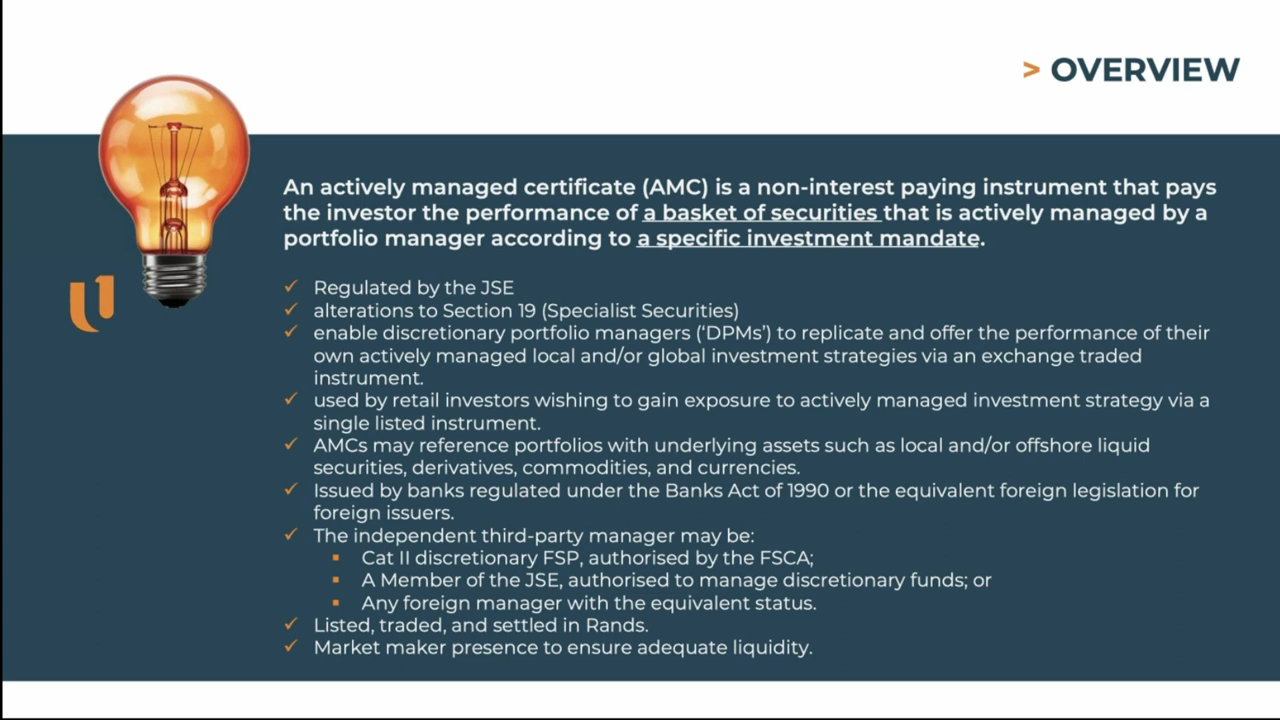 > OVERVIEW
An actively managed certificate (AMC) is a non-interest paying instrument that pays
the investor the performance of a basket of securities that is actively managed by a
portfolio manager according to a specific investment mandate.
✓ Regulated by the JSE
✓ alterations to Section 19 (Specialist Securities)
✓ enable discretionary portfolio managers (‘DPMs’) to replicate and offer the performance of their
own actively managed local and/or global investment strategies via an exchange traded
instrument.
✓ used by retail investors wishing to gain exposure to actively managed investment strategy via a
single listed instrument.
✓ AMCs may reference portfolios with underlying assets such as local and/or offshore liquid
securities, derivatives, commodities, and currencies.
✓ Issued by banks regulated under the Banks Act of 1990 or the equivalent foreign legislation for
foreign issuers.
✓ The independent third-party manager may be:
▪ Cat II discretionary FSP, authorised by the FSCA;
▪ A Member of the JSE, authorised to manage discretionary funds; or
▪ Any foreign manager with the equivalent status.
✓ Listed, traded, and settled in Rands.
✓ Market maker presence to ensure adequate liquidity.